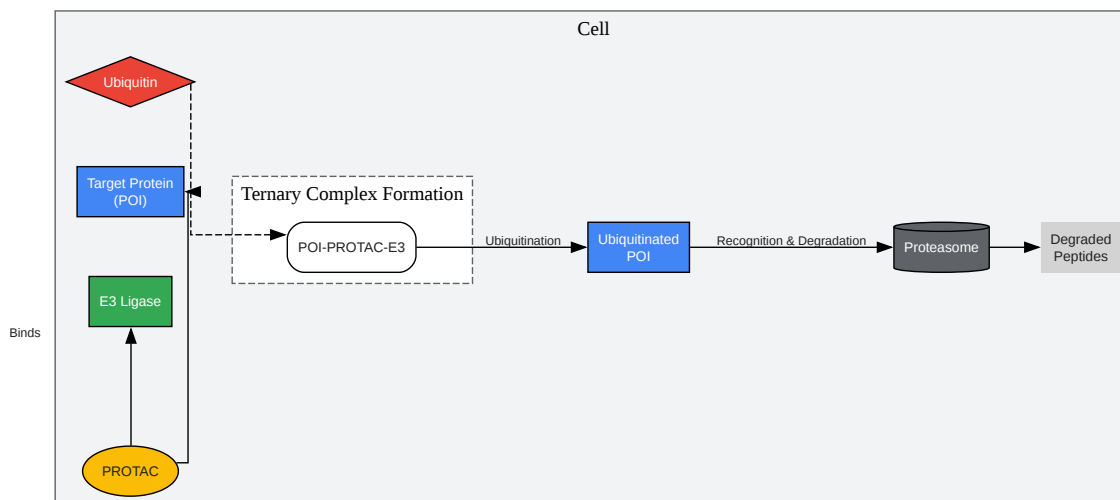 Cell
Ubiquitin
Target Protein
(POI)
Ternary Complex Formation
POI-PROTAC-E3
Ubiquitination
Ubiquitinated
POI
Recognition & Degradation
Proteasome
Degraded
Peptides
E3 Ligase
Binds
PROTAC